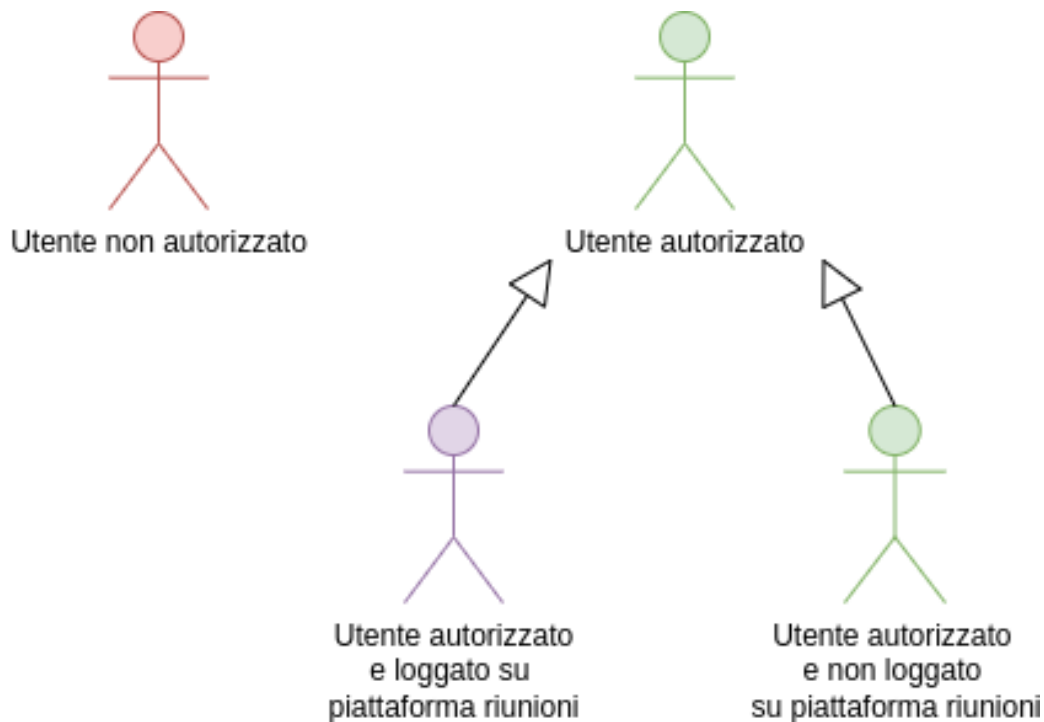 Utente non autorizzato
Utente autorizzato
Utente autorizzato
e loggato su
piattaforma riunioni
Utente autorizzato
e non loggato
su piattaforma riunioni